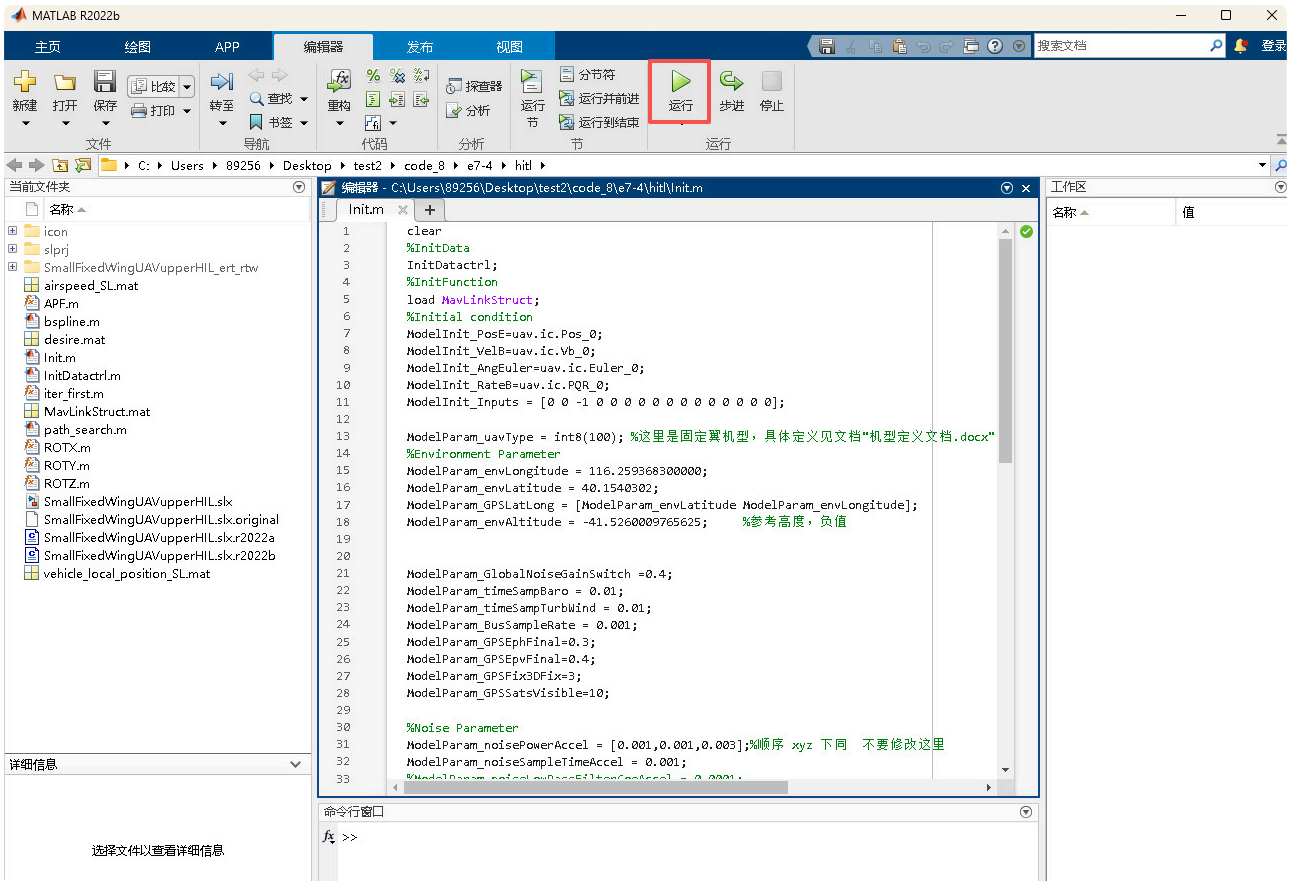 MATLAB R2022b
主页 绘图 APP 编辑器 发布 视图 搜索文档 登录
新建 打开 保存 比较 打印 转至 查找 书签 重构 探查器 分析 运行节 分节符 运行并前进 运行到结束 运行 步进 停止
文件 导航 代码 分析 节 运行
C: Users 89256 Desktop test2 code_8 e7-4 hitl
当前文件夹
名称
icon
slprj
SmallFixedWingUAVupperHIL_ert_rtw
airspeed_SL.mat
APF.m
bspline.m
desire.mat
Init.m
InitDatactrl.m
iter_first.m
MavLinkStruct.mat
path_search.m
ROTX.m
ROTY.m
ROTZ.m
SmallFixedWingUAVupperHIL.slx
SmallFixedWingUAVupperHIL.slx.original
SmallFixedWingUAVupperHIL.slx.r2022a
SmallFixedWingUAVupperHIL.slx.r2022b
vehicle_local_position_SL.mat
详细信息
选择文件以查看详细信息
编辑器 - C:\Users\89256\Desktop\test2\code_8\e7-4\hitl\Init.m
Init.m
1 clear
2 %InitData
3 InitDatactrl;
4 %InitFunction
5 load MavLinkStruct;
6 %Initial condition
7 ModelInit_PosE=uav.ic.Pos_0;
8 ModelInit_VelB=uav.ic.Vb_0;
9 ModelInit_AngEuler=uav.ic.Euler_0;
10 ModelInit_RateB=uav.ic.PQR_0;
11 ModelInit_Inputs = [0 0 -1 0 0 0 0 0 0 0 0 0 0 0 0 0];
12
13 ModelParam_uavType = int8(100); %这里是固定翼机型，具体定义见文档"机型定义文档.docx"
14 %Environment Parameter
15 ModelParam_envLongitude = 116.259368300000;
16 ModelParam_envLatitude = 40.1540302;
17 ModelParam_GPSLatLong = [ModelParam_envLatitude ModelParam_envLongitude];
18 ModelParam_envAltitude = -41.5260009765625; %参考高度，负值
19
20
21 ModelParam_GlobalNoiseGainSwitch =0.4;
22 ModelParam_timeSampBaro = 0.01;
23 ModelParam_timeSampTurbWind = 0.01;
24 ModelParam_BusSampleRate = 0.001;
25 ModelParam_GPSEphFinal=0.3;
26 ModelParam_GPSEpvFinal=0.4;
27 ModelParam_GPSFix3DFix=3;
28 ModelParam_GPSSatsVisible=10;
29
30 %Noise Parameter
31 ModelParam_noisePowerAccel = [0.001,0.001,0.003];%顺序 xyz 下同 不要修改这里
32 ModelParam_noiseSampleTimeAccel = 0.001;
33 %ModelParam_noiseLowPassFilterCoeAccel = 0.0001;
命令行窗口
fx >>
工作区
名称 值